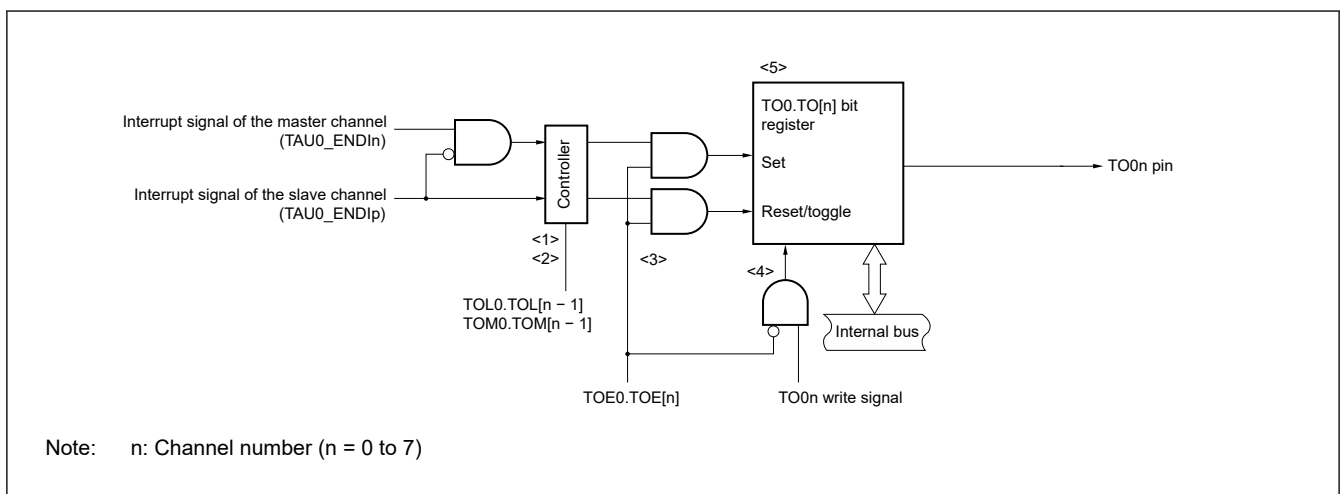 <5>
Interrupt signal of the master channel
(TAU0_ENDIn)
Interrupt signal of the slave channel
(TAU0_ENDIp)
Controller
TO0.TO[n] bit
register
Set
Reset/toggle
TO0n pin
<1>
<2>
<3>
<4>
TOL0.TOL[n − 1]
TOM0.TOM[n − 1]
Internal bus
TOE0.TOE[n]
TO0n write signal
Note: n: Channel number (n = 0 to 7)